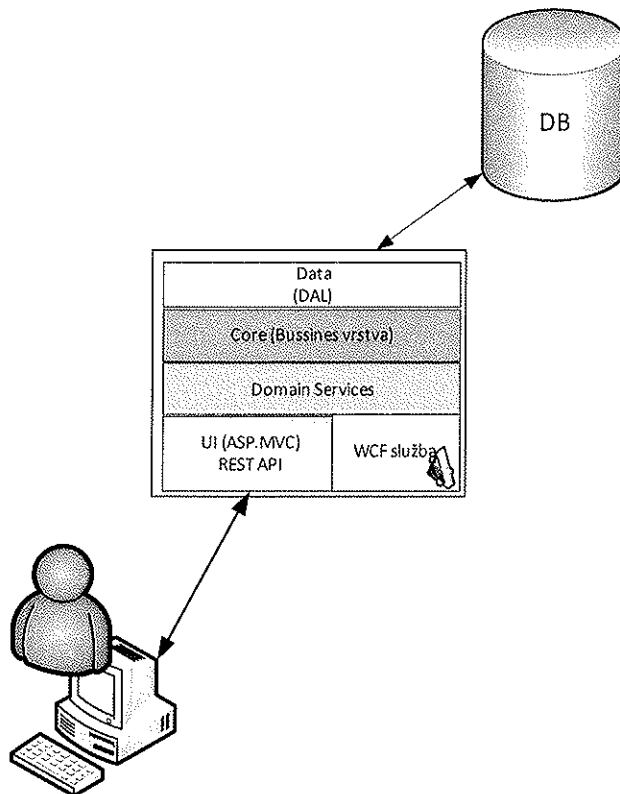 DB
Data
(DAL)
Core (Bussines vrstva)
Domain Services
UI (ASP.MVC)
REST API
WCF služba